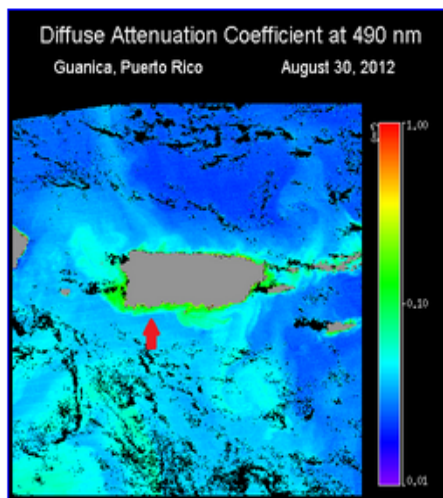 Diffuse Attenuation Coefficient at 490 nm
Guanica, Puerto Rico August 30, 2012
1.00
0.10
0.01